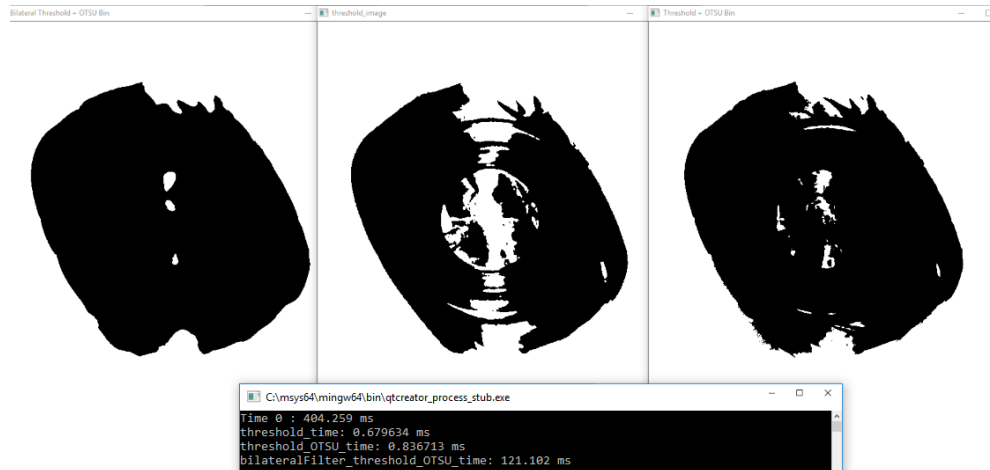 Bilateral Threshold + OTSU Bin
threshold_image
Threshold + OTSU Bin
C:\msys64\mingw64\bin\qtcreator_process_stub.exe
Time 0 : 404.259 ms
threshold_time: 0.679634 ms
threshold_OTSU_time: 0.836713 ms
bilateralFilter_threshold_OTSU_time: 121.102 ms